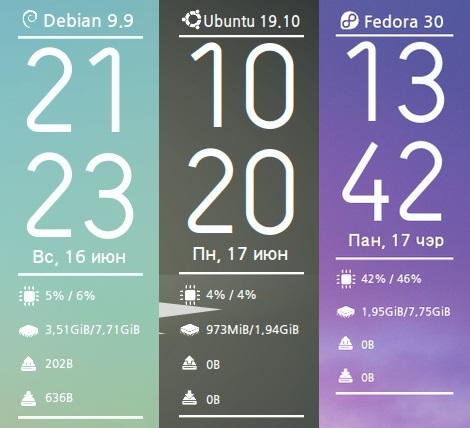 Debian 9.9
21
23
Вс, 16 июн
5% / 6%
3,51GiB/7,71GiB
202B
636B
Ubuntu 19.10
10
20
Пн, 17 июн
4% / 4%
973MiB/1,94GiB
0B
0B
Fedora 30
13
42
Пан, 17 чэр
42% / 46%
1,95GiB/7,75GiB
0B
0B